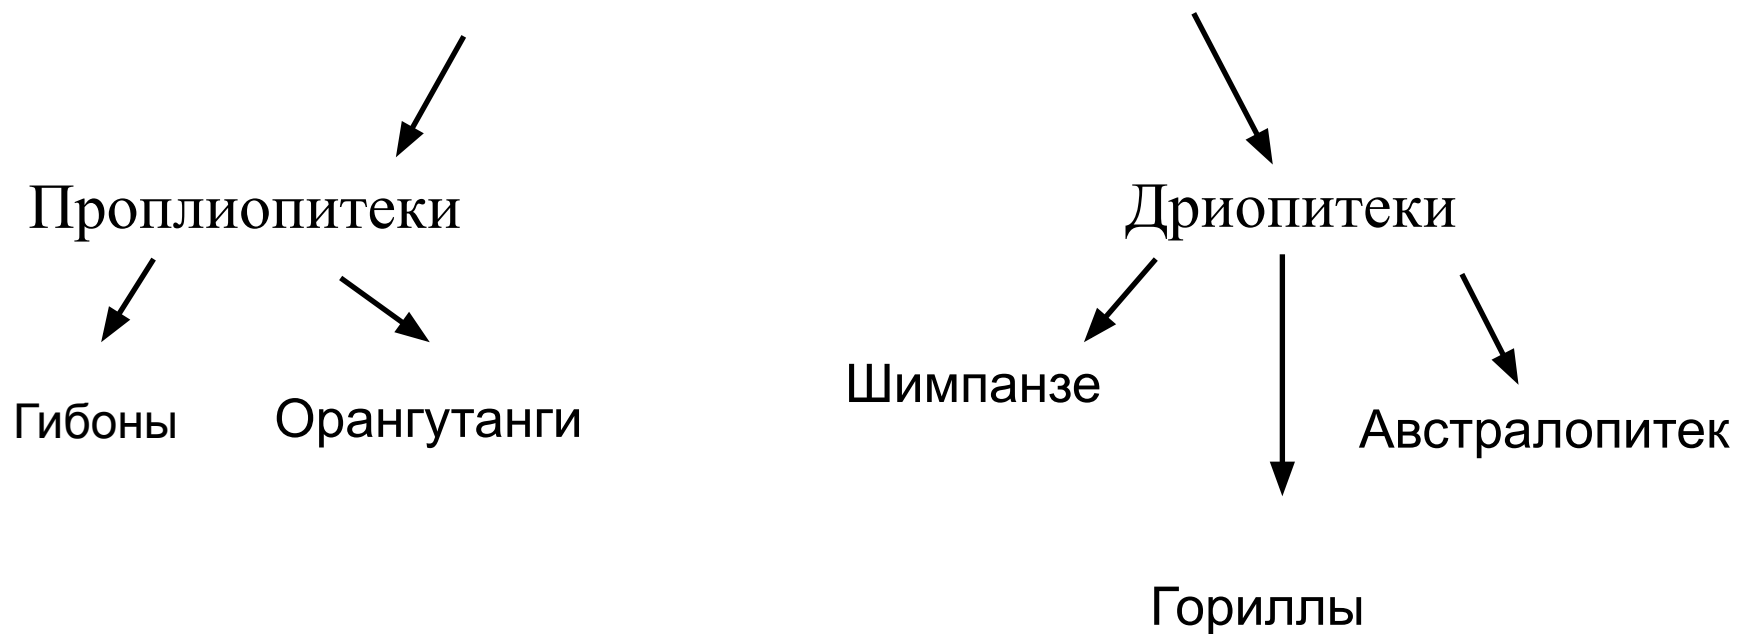 Проплиопитеки
Дриопитеки
Гибоны
Орангутанги
Шимпанзе
Австралопитек
Гориллы